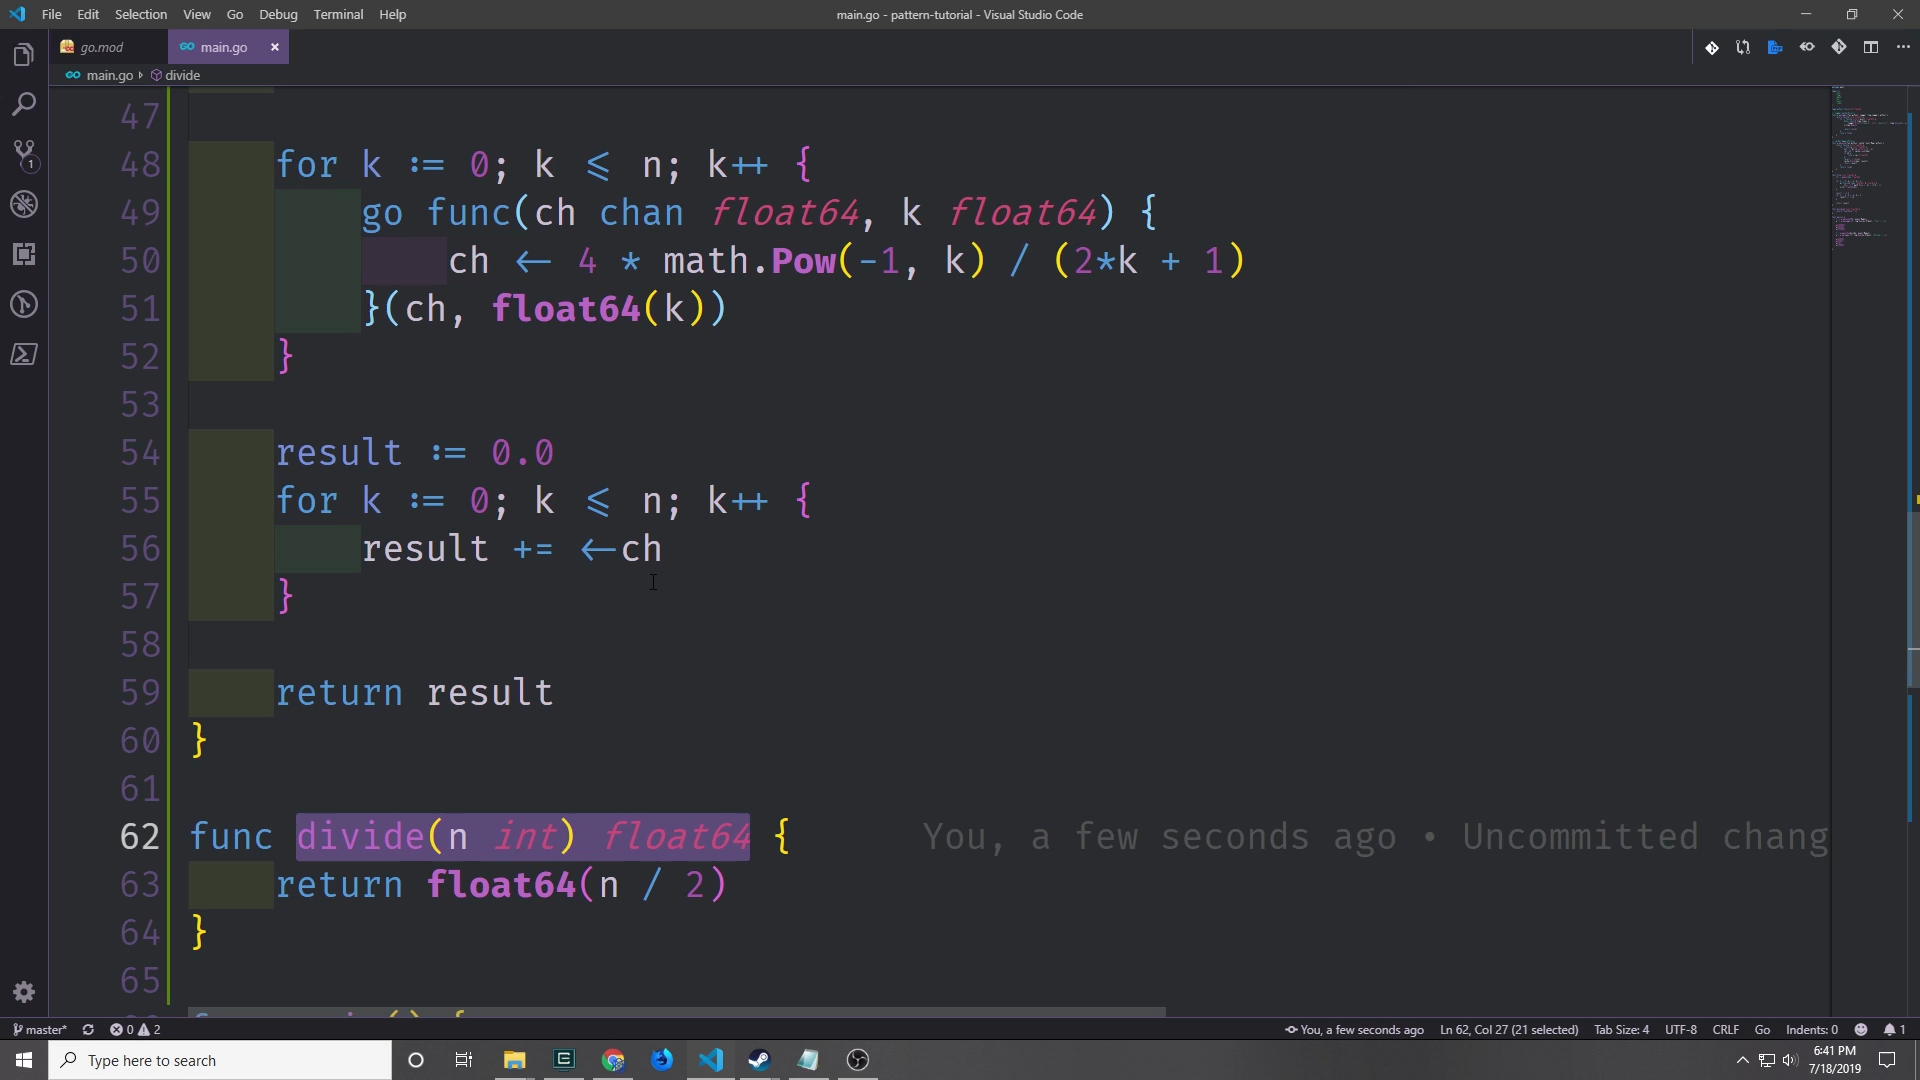 File Edit Selection View Go Debug Terminal Help
main.go - pattern-tutorial - Visual Studio Code
go.mod
GO main.go ×
GO main.go › divide
47
48 for k := 0; k <= n; k++ {
49 go func(ch chan float64, k float64) {
50 ch <- 4 * math.Pow(-1, k) / (2*k + 1)
51 }(ch, float64(k))
52 }
53
54 result := 0.0
55 for k := 0; k <= n; k++ {
56 result += <-ch
57 }
58
59 return result
60 }
61
62 func divide(n int) float64 { You, a few seconds ago • Uncommitted chang
63 return float64(n / 2)
64 }
65
1
master* 0 2 You, a few seconds ago Ln 62, Col 27 (21 selected) Tab Size: 4 UTF-8 CRLF Go Indents: 0 1
Type here to search
6:41 PM
7/18/2019